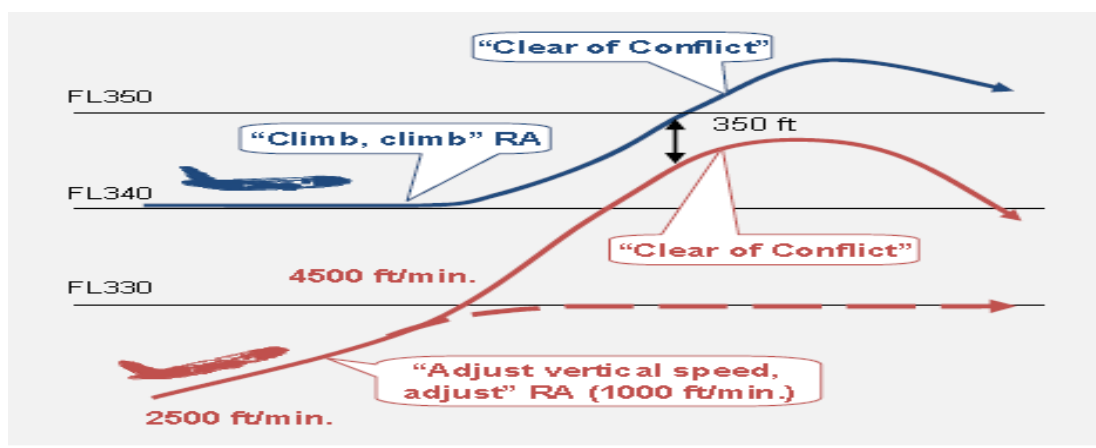 “Clear of Conflict”
FL350
350 ft
“Climb, climb” RA
FL340
“Clear of Conflict”
4500 ft/min.
FL330
“Adjust vertical speed,
adjust” RA (1000 ft/min.)
2500 ft/min.